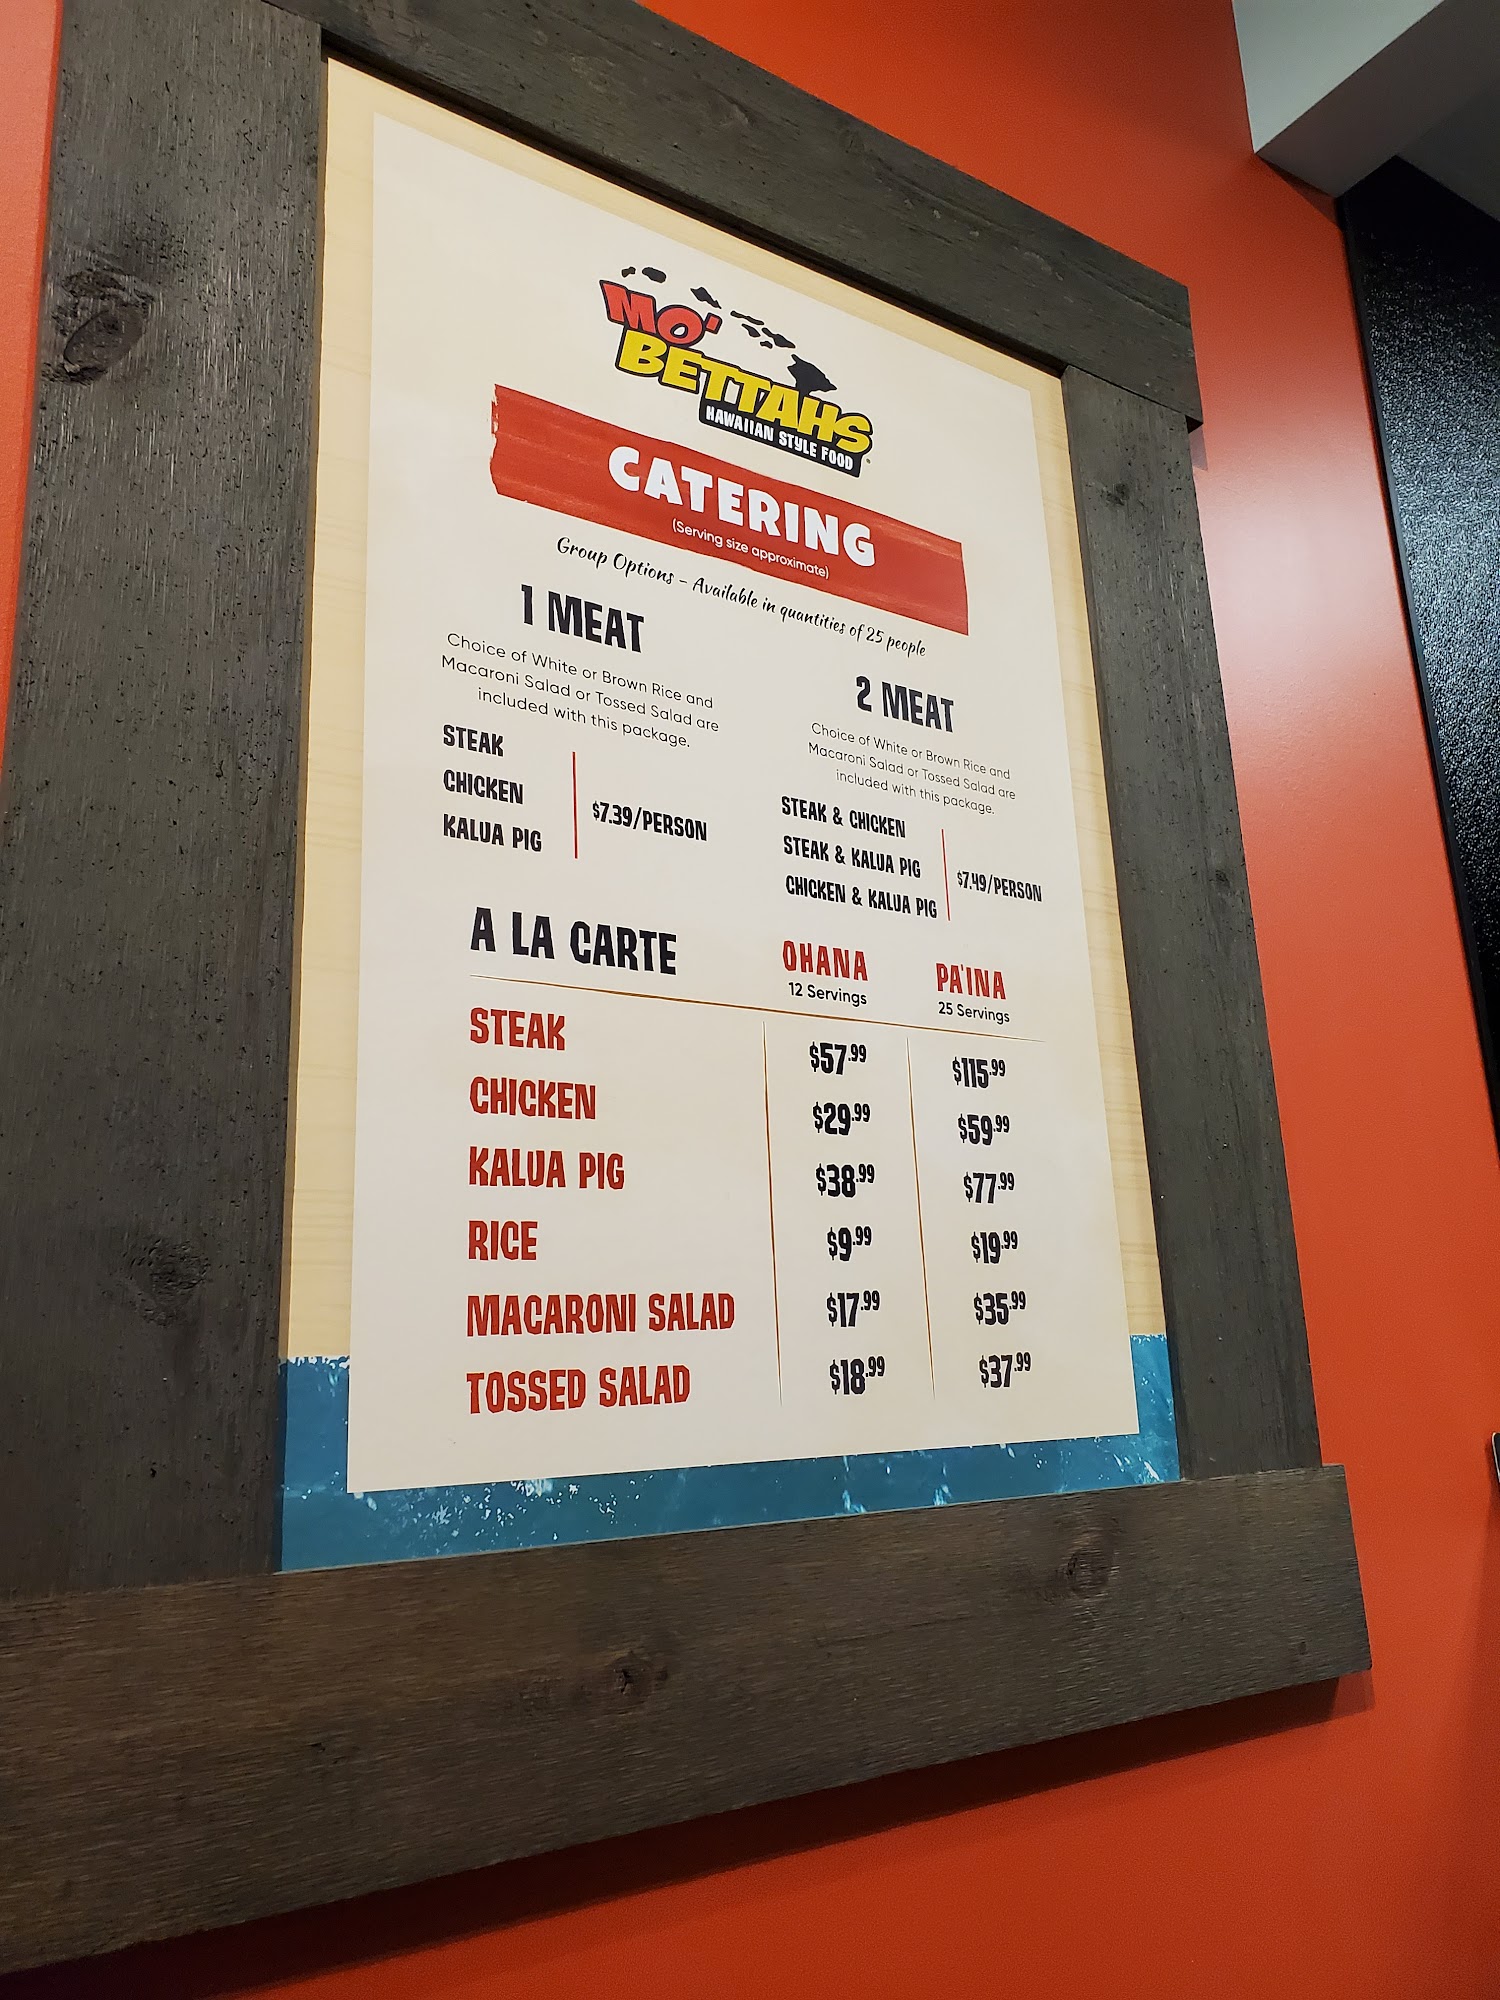 MO'
BETTAHS
HAWAIIAN STYLE FOOD
CATERING
(Serving size approximate)
Group Options - Available in quantities of 25 people
1 MEAT
Choice of White or Brown Rice and
Macaroni Salad or Tossed Salad are
included with this package.
STEAK
CHICKEN
KALUA PIG
$7.39/PERSON
2 MEAT
Choice of White or Brown Rice and
Macaroni Salad or Tossed Salad are
included with this package.
STEAK & CHICKEN
STEAK & KALUA PIG
CHICKEN & KALUA PIG
$7.49/PERSON
A LA CARTE OHANA PA'INA
12 Servings 25 Servings
STEAK $57.99 $115.99
CHICKEN $29.99 $59.99
KALUA PIG $38.99 $77.99
RICE $9.99 $19.99
MACARONI SALAD $17.99 $35.99
TOSSED SALAD $18.99 $37.99